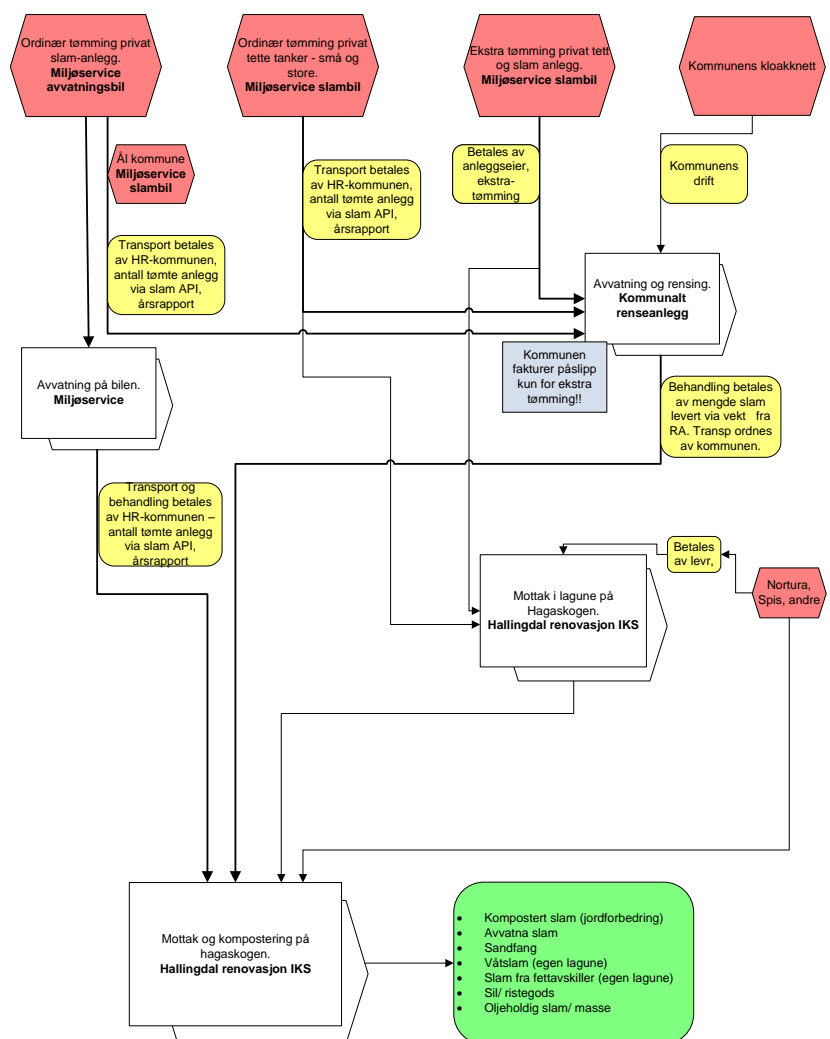 Ordinær tømming privat
slam-anlegg.
Miljøservice
avvatningsbil
Ordinær tømming privat
tette tanker - små og
store.
Miljøservice slambil
Ekstra tømming privat tett
og slam anlegg.
Miljøservice slambil
Kommunens kloakknett
Ål kommune
Miljøservice
slambil
Transport betales
av HR-kommunen,
antall tømte anlegg
via slam API,
årsrapport
Betales av
anleggseier,
ekstra-
tømming
Kommunens
drift
Transport betales
av HR-kommunen,
antall tømte anlegg
via slam API,
årsrapport
Avvatning og rensing.
Kommunalt
renseanlegg
Avvatning på bilen.
Miljøservice
Kommunen
fakturer påslipp
kun for ekstra
tømming!!
Behandling betales
av mengde slam
levert via vekt fra
RA. Transp ordnes
av kommunen.
Transport og
behandling betales
av HR-kommunen –
antall tømte anlegg
via slam API,
årsrapport
Betales
av levr,
Mottak i lagune på
Hagaskogen.
Hallingdal renovasjon IKS
Nortura,
Spis, andre
Mottak og kompostering på
hagaskogen.
Hallingdal renovasjon IKS
• Kompostert slam (jordforbedring)
• Avvatna slam
• Sandfang
• Våtslam (egen lagune)
• Slam fra fettavskiller (egen lagune)
• Sil/ ristegods
• Oljeholdig slam/ masse